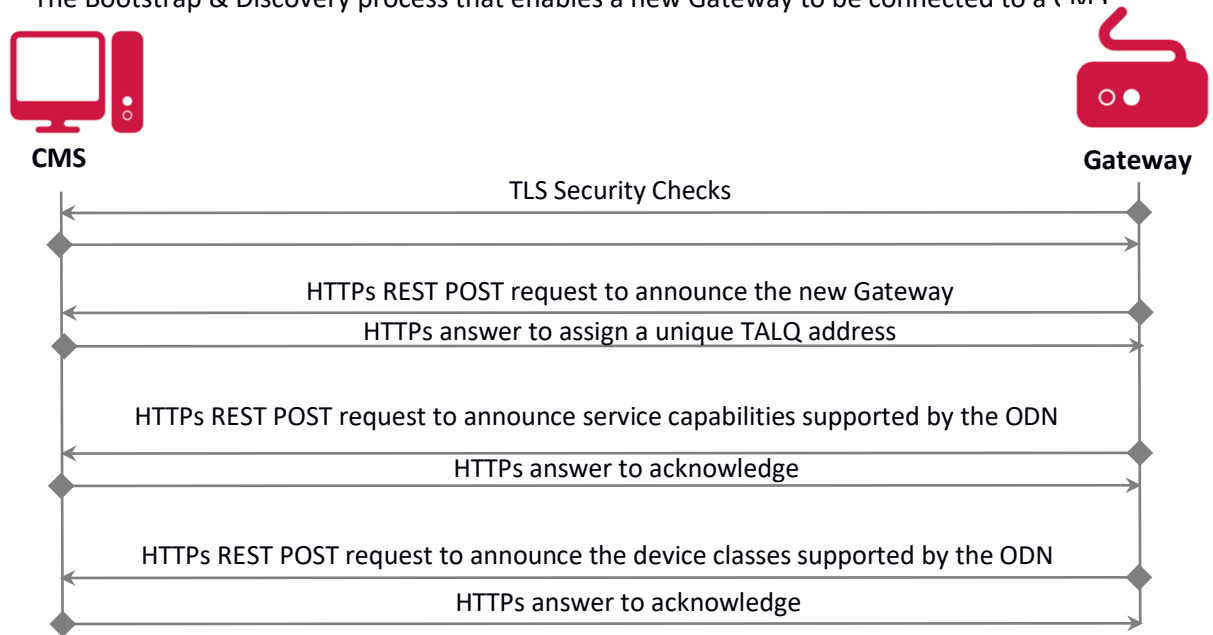 The Bootstrap & Discovery process that enables a new Gateway to be connected to a CMS
CMS
Gateway
TLS Security Checks
HTTPs REST POST request to announce the new Gateway
HTTPs answer to assign a unique TALQ address
HTTPs REST POST request to announce service capabilities supported by the ODN
HTTPs answer to acknowledge
HTTPs REST POST request to announce the device classes supported by the ODN
HTTPs answer to acknowledge